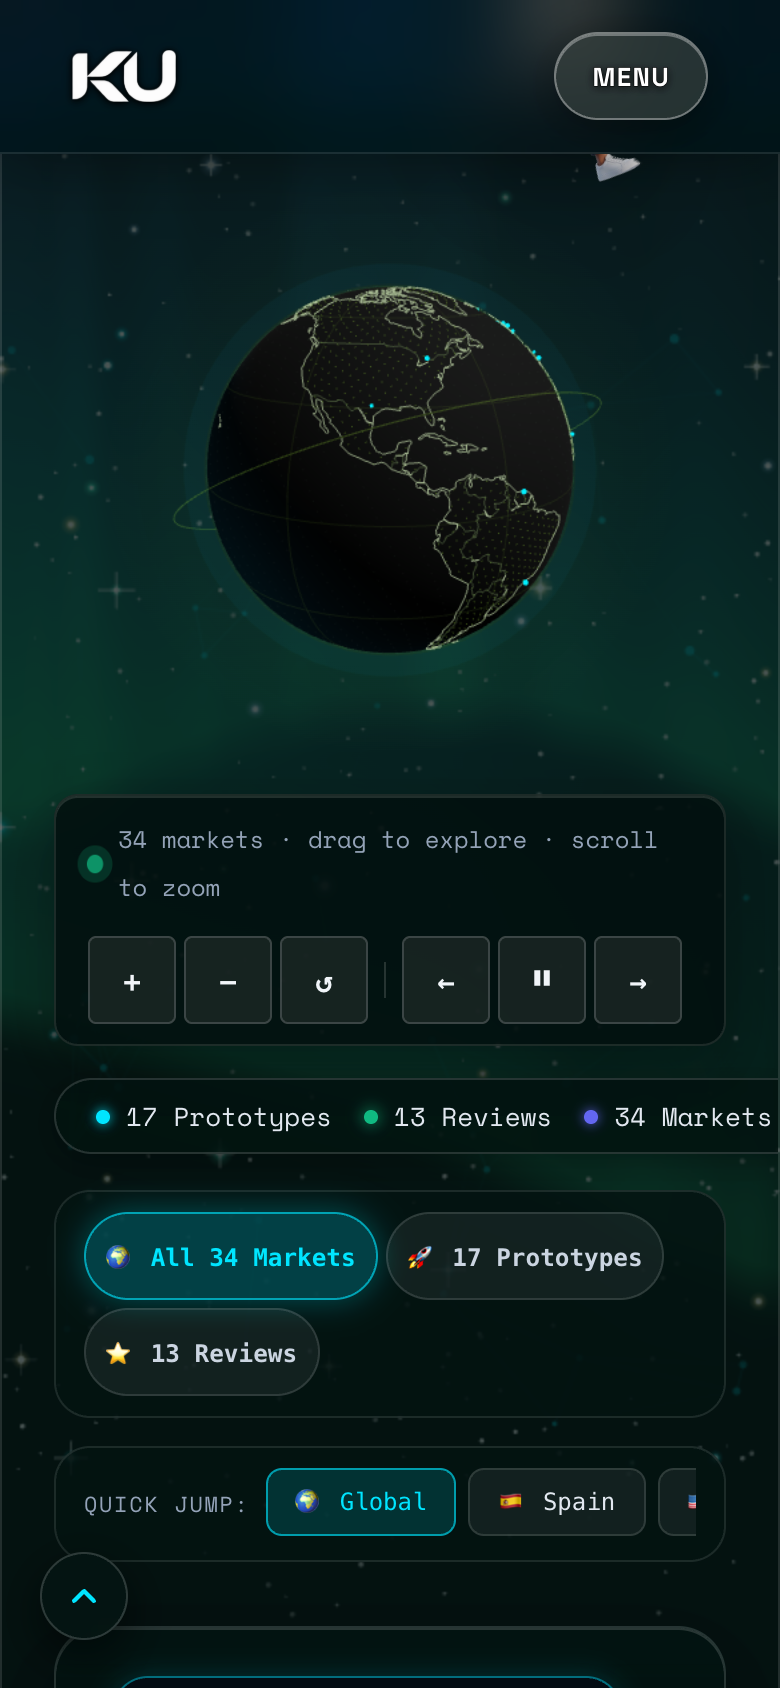 KU
MENU
34 markets · drag to explore · scroll
to zoom
+ − ↺ ← →
17 Prototypes 13 Reviews 34 Markets
All 34 Markets 17 Prototypes
13 Reviews
QUICK JUMP: Global Spain